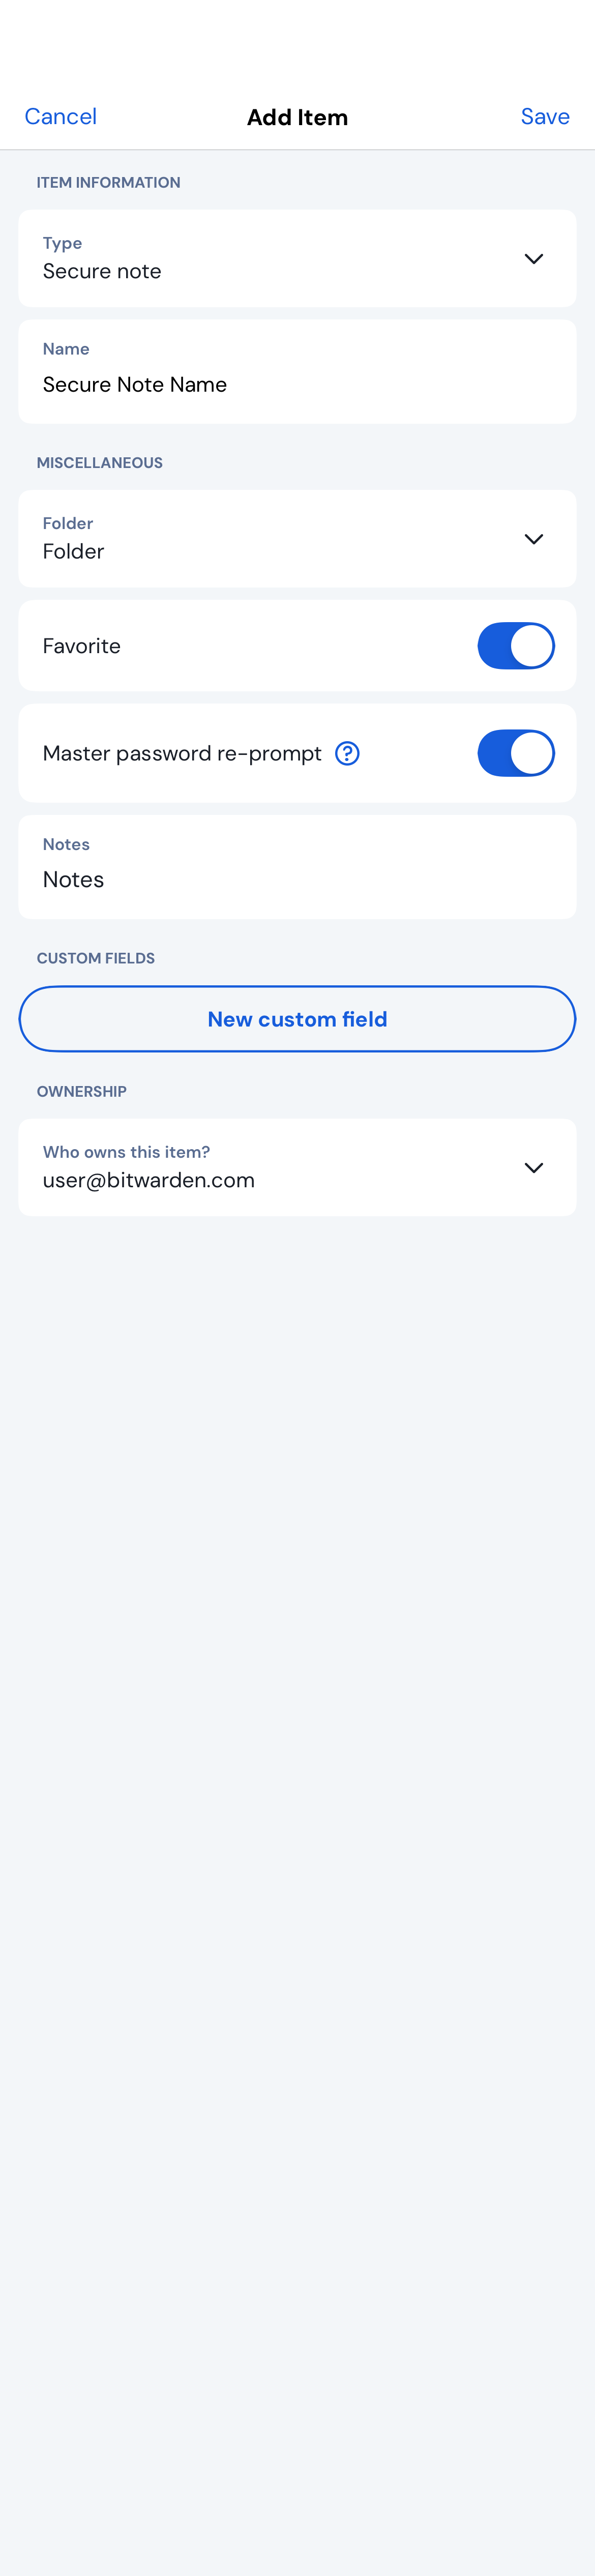 Cancel
Add Item
Save
ITEM INFORMATION
Type
Secure note
Name
Secure Note Name
MISCELLANEOUS
Folder
Folder
Favorite
Master password re-prompt
Notes
Notes
CUSTOM FIELDS
New custom field
OWNERSHIP
Who owns this item?
user@bitwarden.com